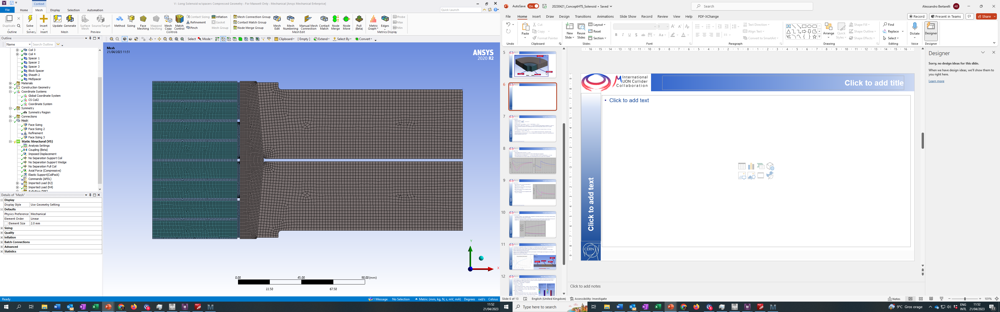 Context
V : Long Solenoid w/spacers Compressed Geometry - For Maxwell Only - Mechanical [Ansys Mechanical Enterprise]
File Home Mesh Display Selection Automation
Quick Launch
Duplicate Solve Insert Update Generate Surface Mesh Source/Target Method Sizing Face Meshing Mapped Meshing Mesh Copy Match Control
Contact Sizing Inflation
Refinement Gasket
Pinch Mesh Group
Mesh Connection Group
Contact Match Group
Node Merge Group
Mesh Edit Mesh Numbering Manual Mesh Connection Contact Match Node Merge Node Move Pull (Beta) Metric Graph Edges
Probe
Max
Min
Outline Solve Insert Mesh Preview Controls Mesh Edit Metrics Display
Outline
Name Search Outline
Select Mode Clipboard [ Empty ] Extend Select By Convert
Coil 3
Coil 4
Spacer 1
Spacer 2
Spacer 3
Block Spacer
Sheath 2
MidSpacer
Materials
Construction Geometry
Coordinate Systems
Global Coordinate System
CS Coil2
Coordinate System
Symmetry
Symmetry Region
Connections
Mesh
Face Sizing
Face Sizing 2
Refinement
Face Sizing 3
Static Structural (V5)
Analysis Settings
Coupling (Beta)
Imposed Displacement
No Separation Support Coil
No Separation Support Wedge
No Separation Full Coil
Axial Force (Compressive)
Elastic Support(CoilPack)
Commands (APDL)
Imported Load (K2)
Imported Load (N4)
Solution (V6)
Details of "Mesh"
Display
Display Style Use Geometry Setting
Defaults
Physics Preference Mechanical
Element Order Linear
Element Size 2.0 mm
Sizing
Quality
Inflation
Batch Connections
Advanced
Statistics
Mesh
21/04/2023 11:51
ANSYS
2020 R2
Y
X
0.00 45.00 90.00 (mm)
22.50 67.50
Ready 1 Message No Selection Metric (mm, kg, N, s, mV, mA) Degrees rad/s Celsius
11:52
21/04/2023
AutoSave On 20230421_ConceptHTS_Solenoid • Saved Search Alessandro Bertarelli AB
File Home Insert Draw Design Transitions Animations Slide Show Record Review View Help PDF-XChange
Record Present in Teams Share
Paste Cut
Copy
Format Painter
New Slide Reuse Slides Layout
Reset
Section
9
Text Direction
Align Text
Convert to SmartArt
Arrange Quick Styles
Shape Fill
Shape Outline
Shape Effects
Find
Replace
Select
Dictate Designer
Undo Clipboard Slides Font Paragraph Drawing Editing Voice Designer
5
6
7
8
9
10
11
12
International
MUON Collider
Collaboration
Click to add title
Click to add text
Click to add text
CERN
Click to add notes
Designer
Sorry, no design ideas for this slide.
When we have design ideas, we'll show them to you right here.
Learn more
Slide 6 of 13 English (United Kingdom) Accessibility: Investigate Notes 101%
Type here to search
9°C Gros orage
ENG
INTL
11:52
21/04/2023
33